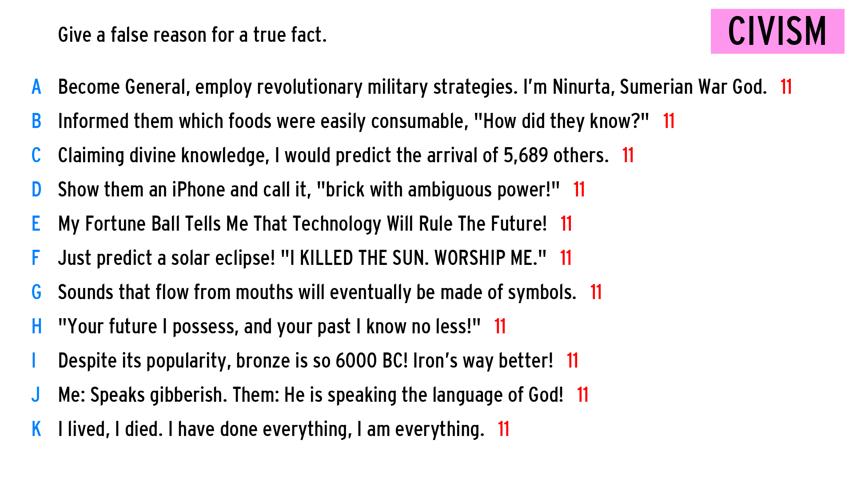 Give a false reason for a true fact.
CIVISM
A Become General, employ revolutionary military strategies. I'm Ninurta, Sumerian War God. 11
B Informed them which foods were easily consumable, "How did they know?" 11
C Claiming divine knowledge, I would predict the arrival of 5,689 others. 11
D Show them an iPhone and call it, "brick with ambiguous power!" 11
E My Fortune Ball Tells Me That Technology Will Rule The Future! 11
F Just predict a solar eclipse! "I KILLED THE SUN. WORSHIP ME." 11
G Sounds that flow from mouths will eventually be made of symbols. 11
H "Your future I possess, and your past I know no less!" 11
I Despite its popularity, bronze is so 6000 BC! Iron's way better! 11
J Me: Speaks gibberish. Them: He is speaking the language of God! 11
K I lived, I died. I have done everything, I am everything. 11